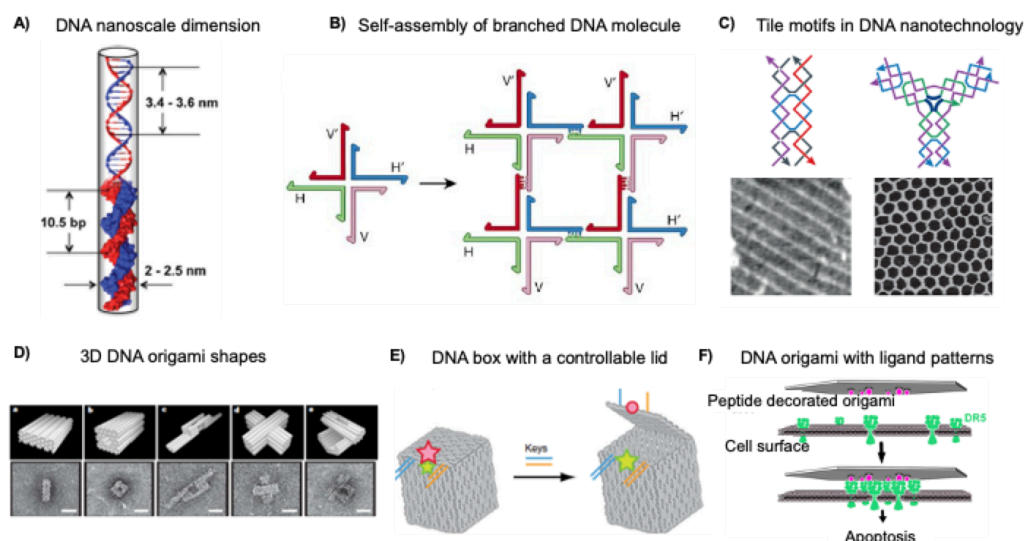 A) DNA nanoscale dimension
3.4 - 3.6 nm
10.5 bp
2 - 2.5 nm
B) Self-assembly of branched DNA molecule
V'
H'
H
V
V'
H
H'
H
H'
V
C) Tile motifs in DNA nanotechnology
D) 3D DNA origami shapes
a b c d e
E) DNA box with a controllable lid
Keys
F) DNA origami with ligand patterns
Peptide decorated origami
DR5
Cell surface
Apoptosis